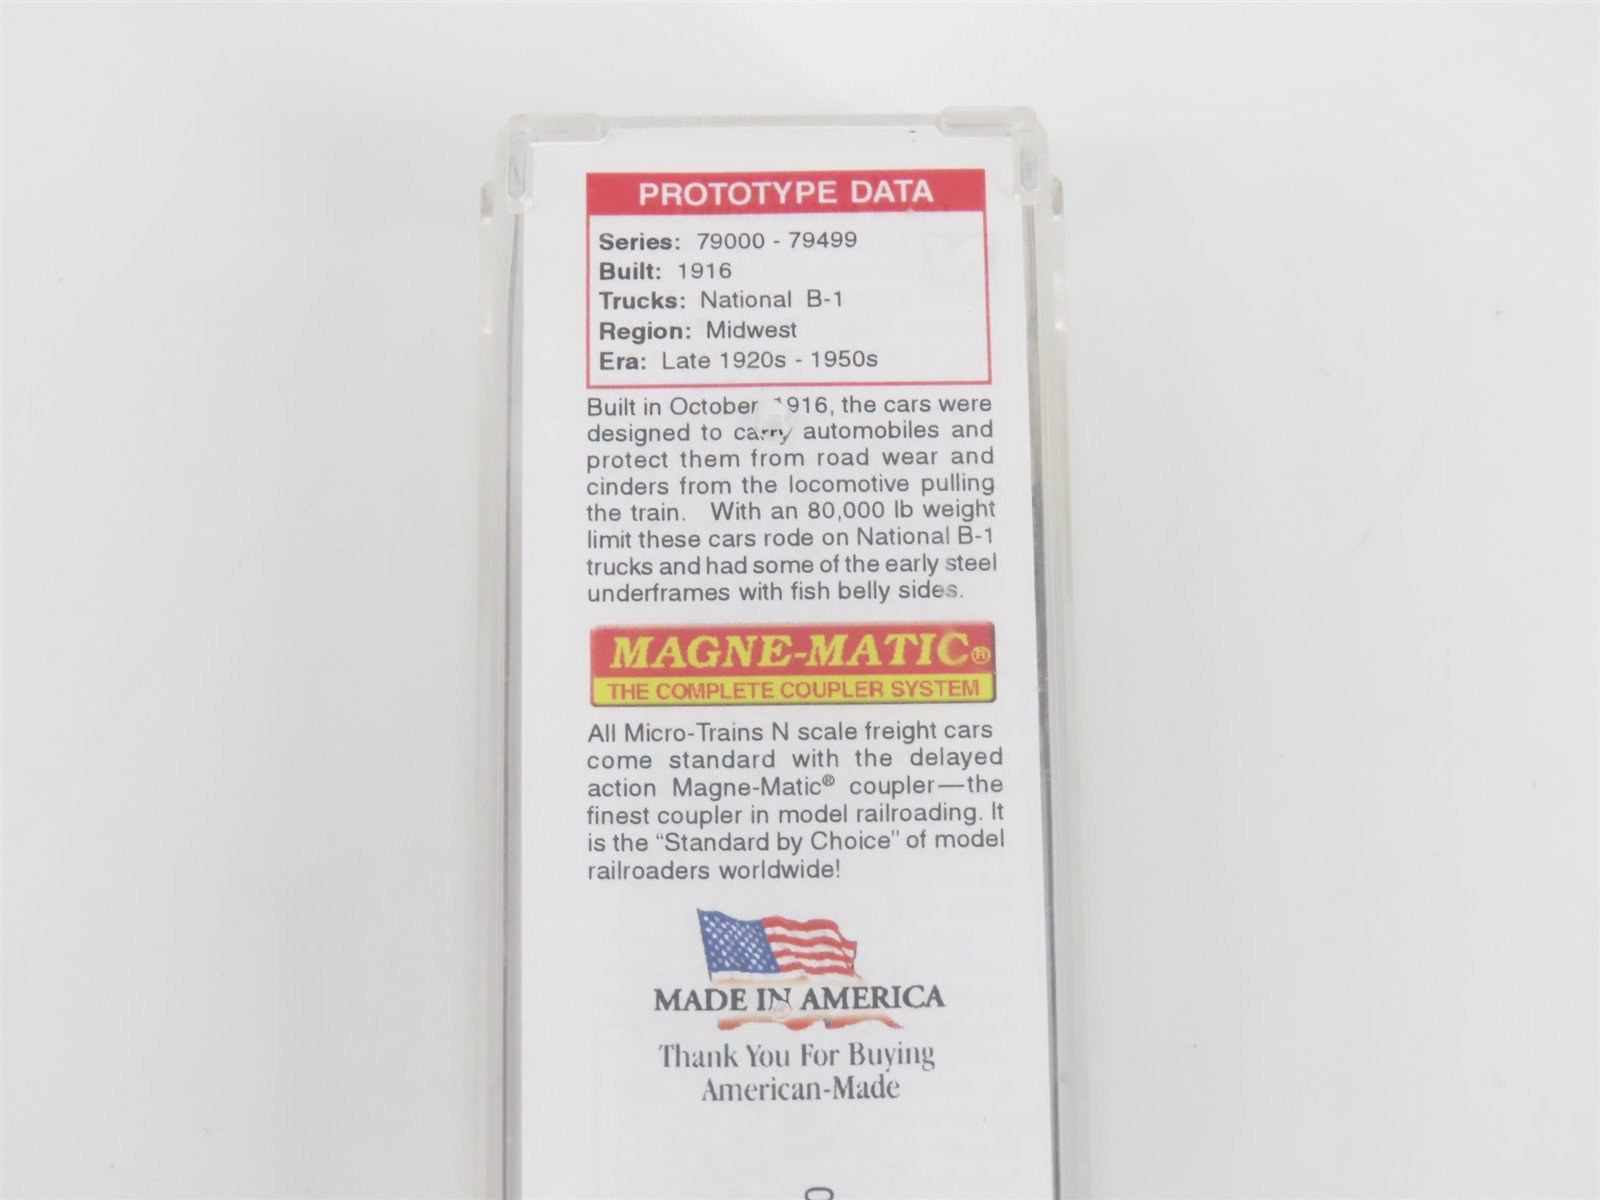 PROTOTYPE DATA
Series: 79000 - 79499
Built: 1916
Trucks: National B-1
Region: Midwest
Era: Late 1920s - 1950s
Built in October 1916, the cars were
designed to carry automobiles and
protect them from road wear and
cinders from the locomotive pulling
the train. With an 80,000 lb weight
limit these cars rode on National B-1
trucks and had some of the early steel
underframes with fish belly sides.
MAGNE-MATIC®
THE COMPLETE COUPLER SYSTEM
All Micro-Trains N scale freight cars
come standard with the delayed
action Magne-Matic® coupler—the
finest coupler in model railroading. It
is the “Standard by Choice” of model
railroaders worldwide!
MADE IN AMERICA
Thank You For Buying
American-Made